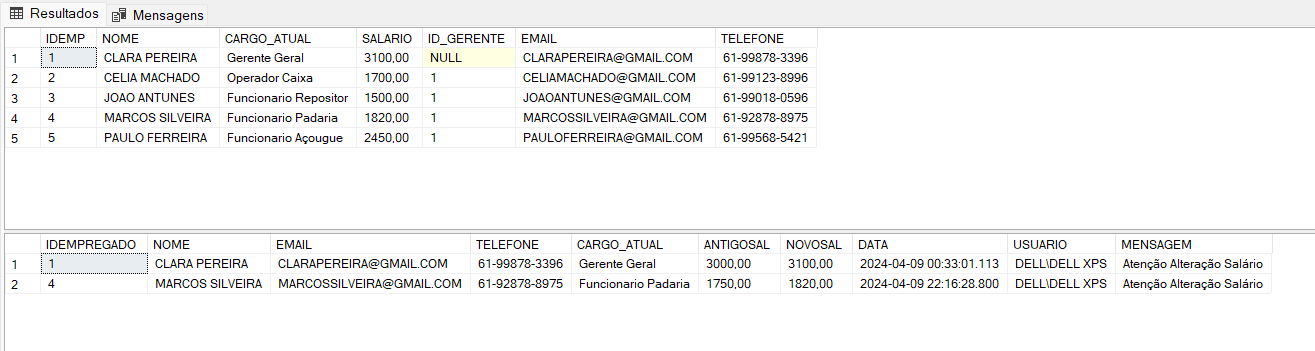 Resultados Mensagens
IDEMP NOME CARGO_ATUAL SALARIO ID_GERENTE EMAIL TELEFONE
1 1 CLARA PEREIRA Gerente Geral 3100,00 NULL CLARAPEREIRA@GMAIL.COM 61-99878-3396
2 2 CELIA MACHADO Operador Caixa 1700,00 1 CELIAMACHADO@GMAIL.COM 61-99123-8996
3 3 JOAO ANTUNES Funcionario Repositor 1500,00 1 JOAOANTUNES@GMAIL.COM 61-99018-0596
4 4 MARCOS SILVEIRA Funcionario Padaria 1820,00 1 MARCOSSILVEIRA@GMAIL.COM 61-92878-8975
5 5 PAULO FERREIRA Funcionario Açougue 2450,00 1 PAULOFERREIRA@GMAIL.COM 61-99568-5421
IDEMPREGADO NOME EMAIL TELEFONE CARGO_ATUAL ANTIGOSAL NOVOSAL DATA USUARIO MENSAGEM
1 1 CLARA PEREIRA CLARAPEREIRA@GMAIL.COM 61-99878-3396 Gerente Geral 3000,00 3100,00 2024-04-09 00:33:01.113 DELL\DELL XPS Atenção Alteração Salário
2 4 MARCOS SILVEIRA MARCOSSILVEIRA@GMAIL.COM 61-92878-8975 Funcionario Padaria 1750,00 1820,00 2024-04-09 22:16:28.800 DELL\DELL XPS Atenção Alteração Salário